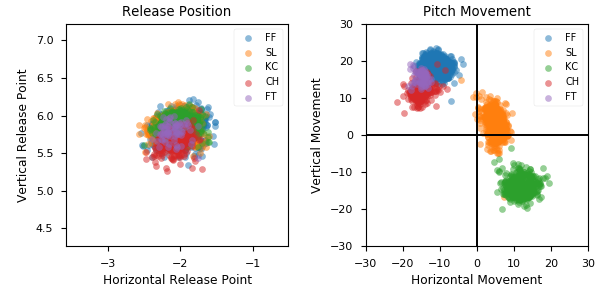 Release Position
Vertical Release Point
7.0
6.5
6.0
5.5
5.0
4.5
−3
−2
−1
Horizontal Release Point
FF
SL
KC
CH
FT
Pitch Movement
Vertical Movement
30
20
10
0
−10
−20
−30
−30
−20
−10
0
10
20
30
Horizontal Movement
FF
SL
KC
CH
FT